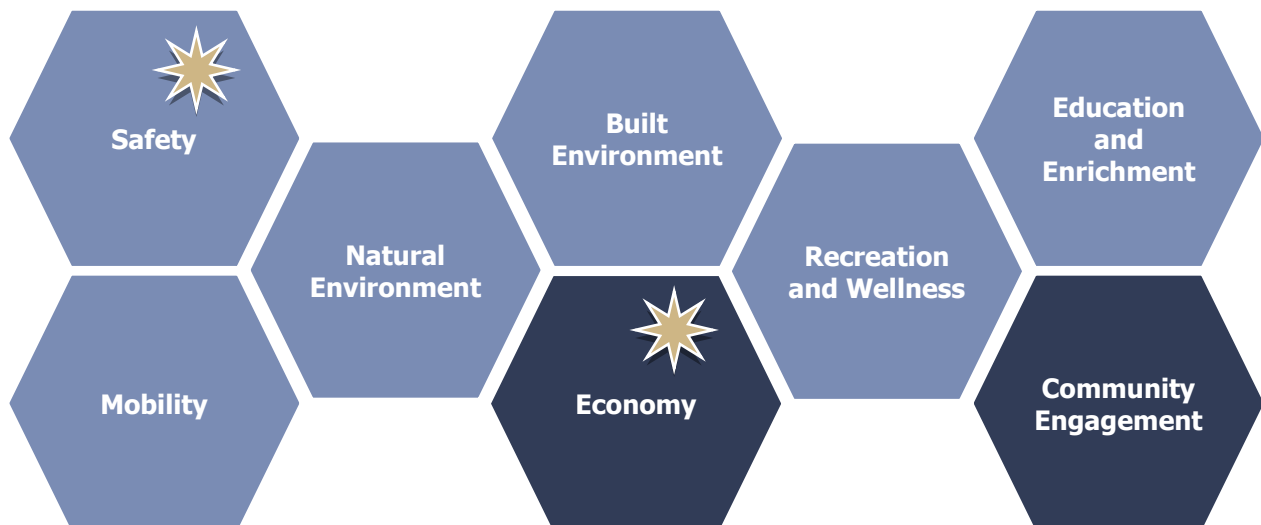 Safety
Built
Environment
Education
and
Enrichment
Natural
Environment
Recreation
and Wellness
Mobility
Economy
Community
Engagement